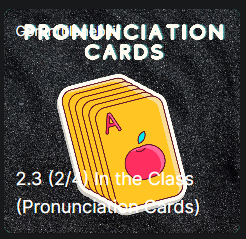 PRONUNCIATION
CARDS
A
2.3 (2/4) In the Class
(Pronunciation Cards)